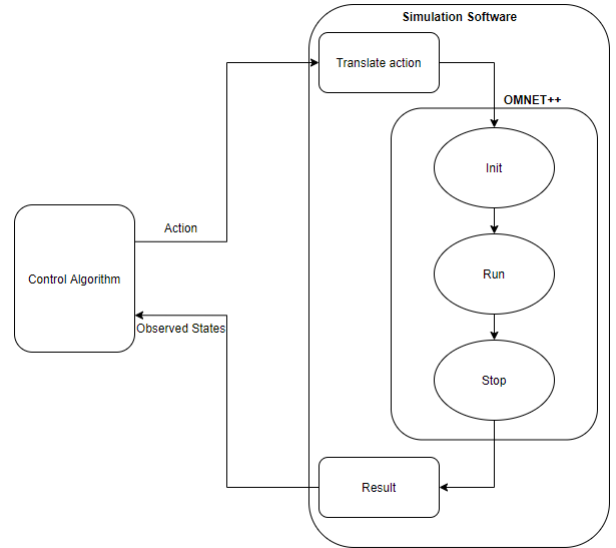 Simulation Software
Translate action
OMNET++
Init
Action
Run
Control Algorithm
Observed States
Stop
Result